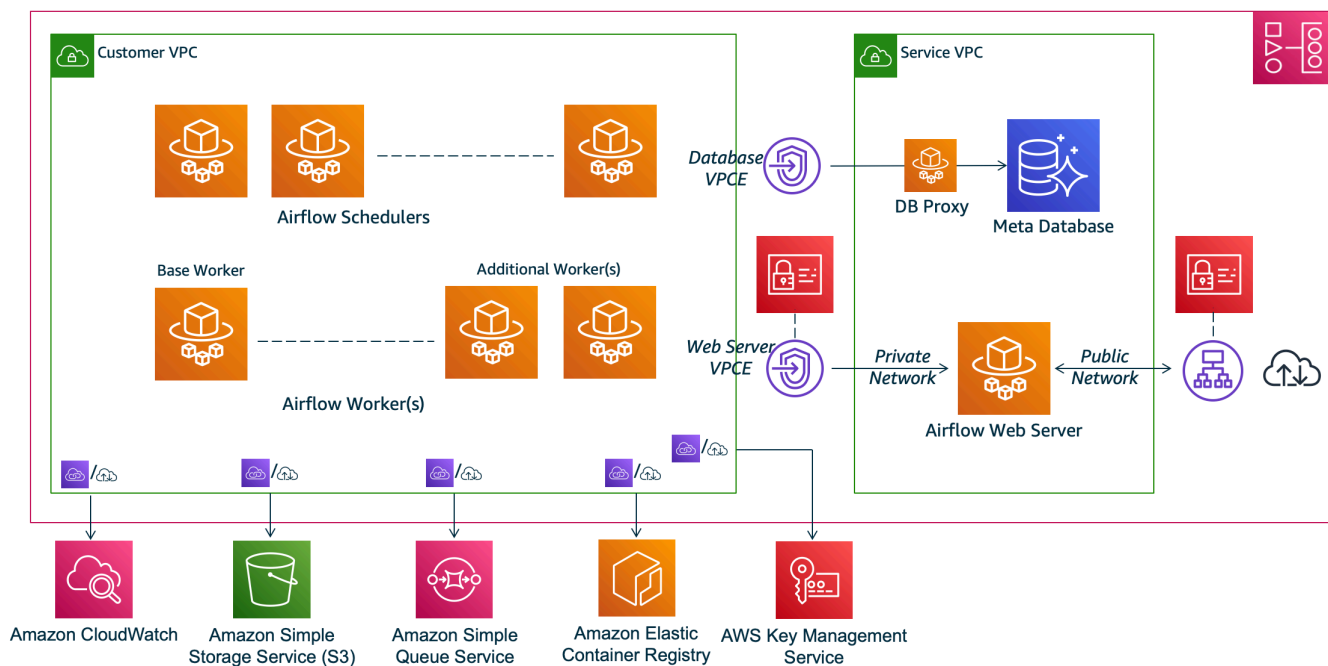 Customer VPC
Service VPC
Airflow Schedulers
Database
VPCE
DB Proxy
Meta Database
Base Worker
Additional Worker(s)
Airflow Worker(s)
Web Server
VPCE
Private
Network
Public
Network
Airflow Web Server
/
/
/
/
/
Amazon CloudWatch
Amazon Simple
Storage Service (S3)
Amazon Simple
Queue Service
Amazon Elastic
Container Registry
AWS Key Management
Service